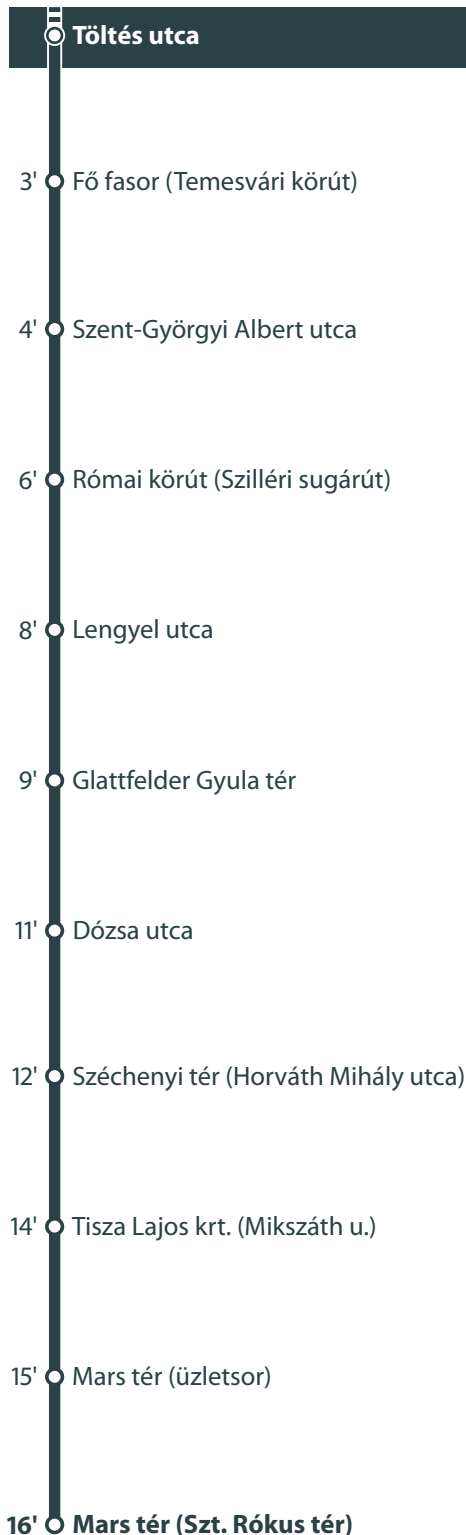 Töltés utca
3' Fő fasor (Temesvári körút)
4' Szent-Györgyi Albert utca
6' Római körút (Szilléri sugárút)
8' Lengyel utca
9' Glattfelder Gyula tér
11' Dózsa utca
12' Széchenyi tér (Horváth Mihály utca)
14' Tisza Lajos krt. (Mikszáth u.)
15' Mars tér (üzletsor)
16' Mars tér (Szt. Rókus tér)